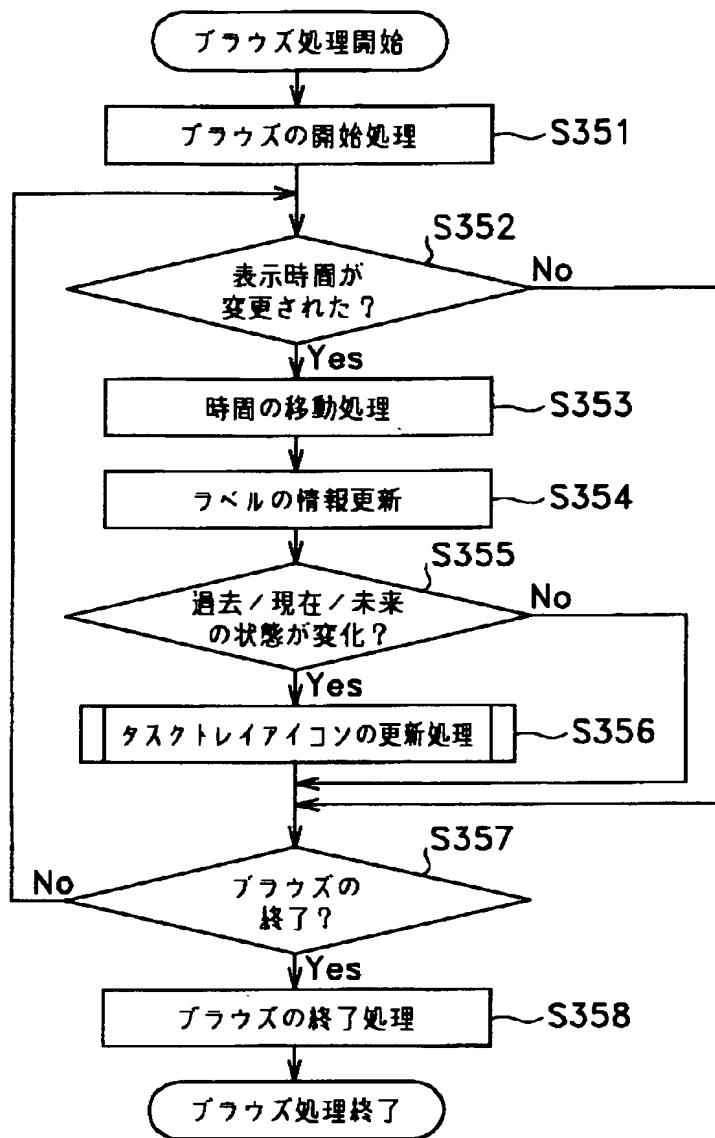 ブラウズ処理開始
ブラウズの開始処理
S351
S352
表示時間が
変更された?
No
Yes
時間の移動処理
S353
ラベルの情報更新
S354
S355
過去/現在/未来
の状態が変化?
No
Yes
タスクトレイアイコンの更新処理
S356
S357
No
ブラウズの
終了?
Yes
ブラウズの終了処理
S358
ブラウズ処理終了